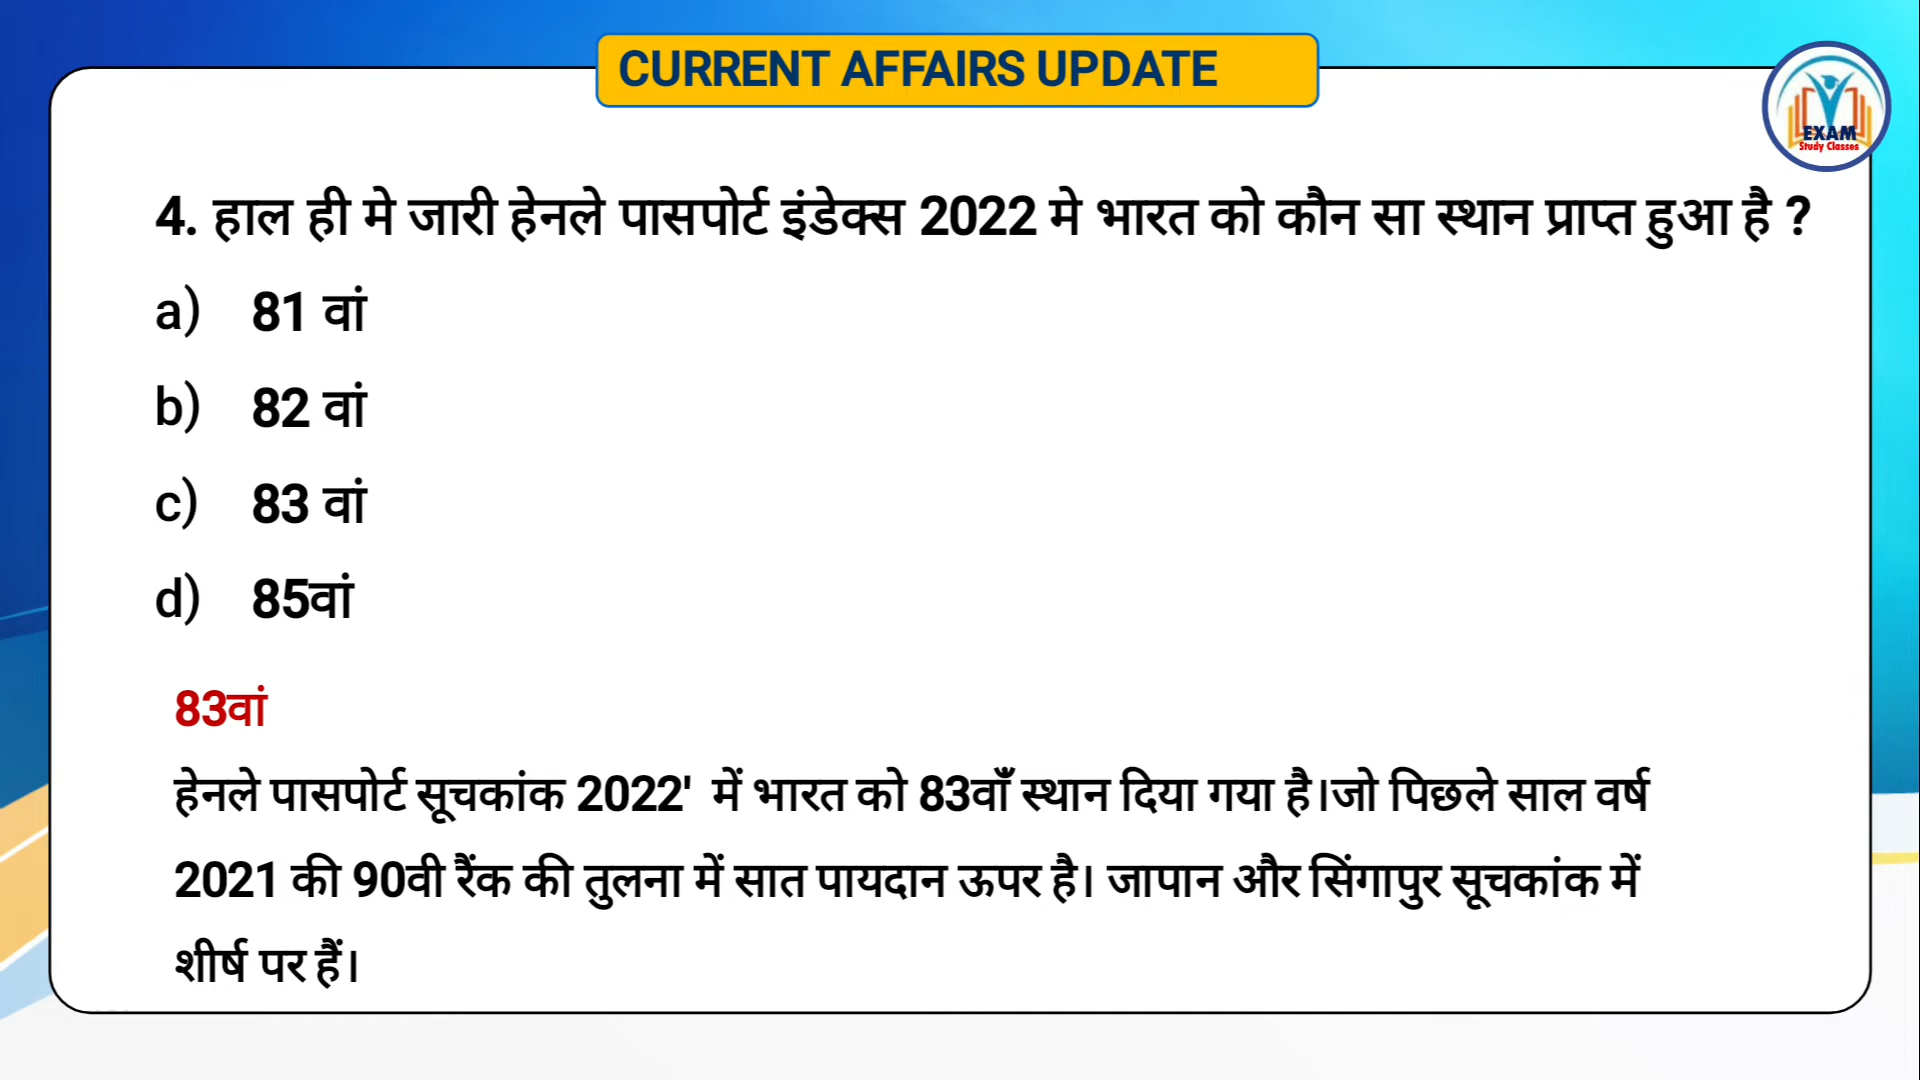 CURRENT AFFAIRS UPDATE
EXAM
Study Classes
4. हाल ही मे जारी हेनले पासपोर्ट इंडेक्स 2022 मे भारत को कौन सा स्थान प्राप्त हुआ है ?
a) 81 वां
b) 82 वां
c) 83 वां
d) 85वां
83वां
हेनले पासपोर्ट सूचकांक 2022' में भारत को 83वाँ स्थान दिया गया है।जो पिछले साल वर्ष
2021 की 90वी रैंक की तुलना में सात पायदान ऊपर है। जापान और सिंगापुर सूचकांक में
शीर्ष पर हैं।